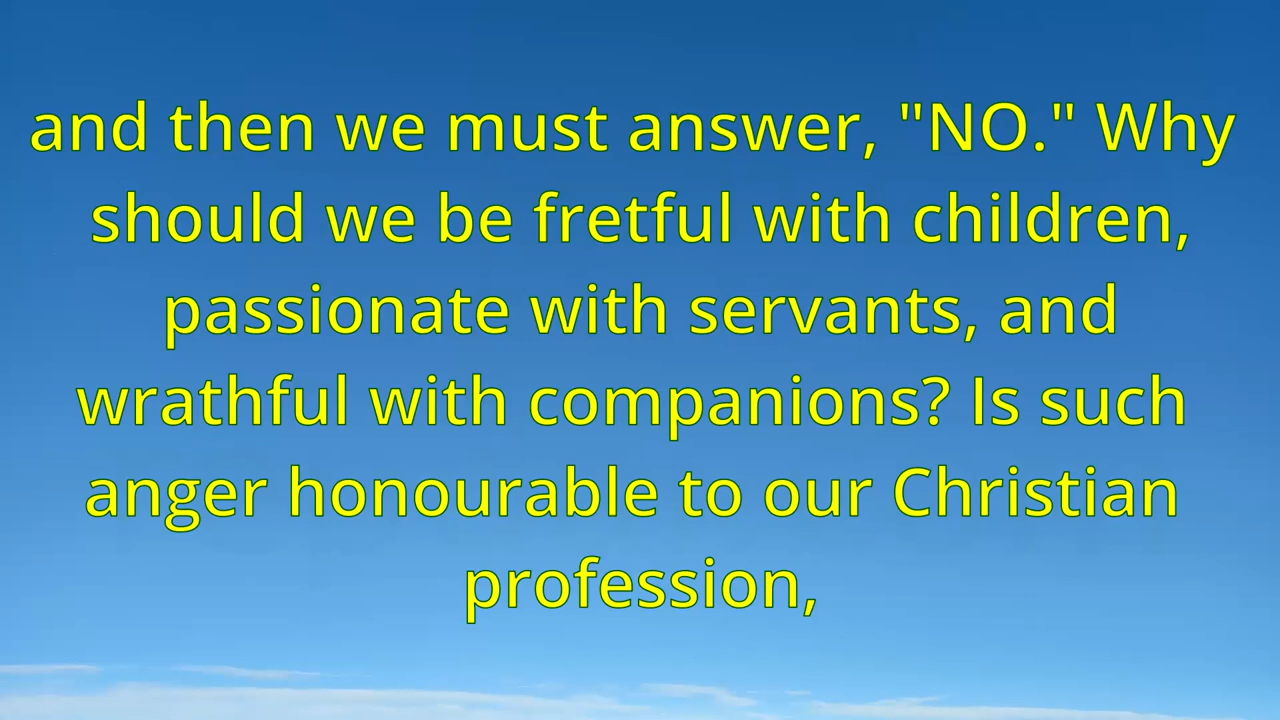 and then we must answer, "NO." Why
should we be fretful with children,
passionate with servants, and
wrathful with companions? Is such
anger honourable to our Christian
profession,